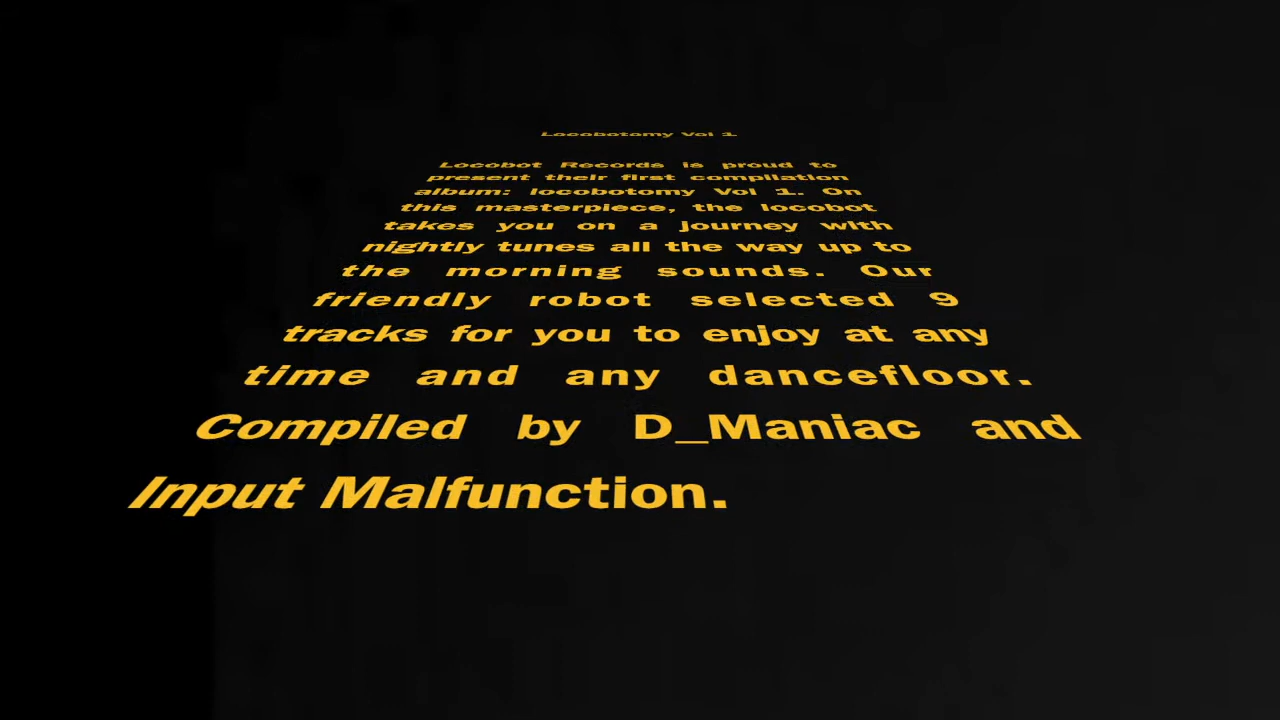 Locobotomy Vol 1
Locobot Records is proud to
present their first compilation
album: locobotomy Vol 1. On
this masterpiece, the locobot
takes you on a journey with
nightly tunes all the way up to
the morning sounds. Our
friendly robot selected 9
tracks for you to enjoy at any
time and any dancefloor.
Compiled by D_Maniac and
Input Malfunction.